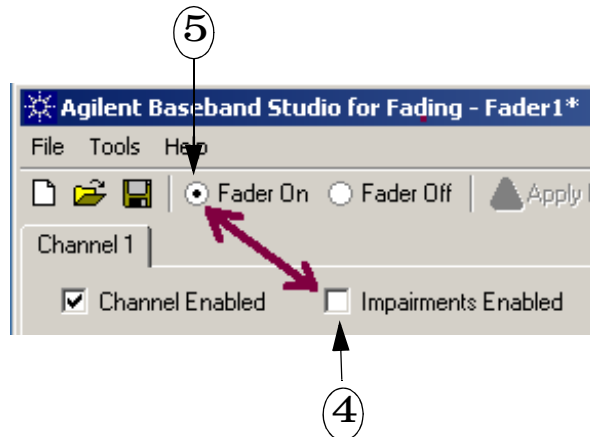 5
Agilent Baseband Studio for Fading - Fader1*
File Tools Help
Fader On Fader Off Apply
Channel 1
Channel Enabled Impairments Enabled
4